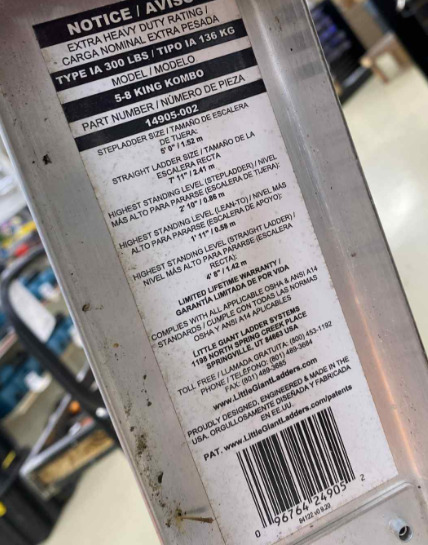 NOTICE / AVISO
EXTRA HEAVY DUTY RATING /
CARGA NOMINAL EXTRA PESADA
TYPE IA 300 LBS / TIPO IA 136 KG
MODEL / MODELO
5-8 KING KOMBO
PART NUMBER / NÚMERO DE PIEZA
14905-002
STEPLADDER SIZE / TAMAÑO DE ESCALERA
DE TIJERA:
5' 0" / 1.52 m
STRAIGHT LADDER SIZE / TAMAÑO DE LA
ESCALERA RECTA
7' 11" / 2.41 m
HIGHEST STANDING LEVEL (STEPLADDER) / NIVEL
MÁS ALTO PARA PARARSE (ESCALERA DE TIJERA):
2' 10" / 0.86 m
HIGHEST STANDING LEVEL (LEAN-TO) / NIVEL MÁS
ALTO PARA PARARSE (ESCALERA DE APOYO):
1' 11" / 0.58 m
HIGHEST STANDING LEVEL (STRAIGHT LADDER) /
NIVEL MÁS ALTO PARA PARARSE (ESCALERA
RECTA):
4' 8" / 1.42 m
LIMITED LIFETIME WARRANTY /
GARANTÍA LIMITADA DE POR VIDA
COMPLIES WITH ALL APPLICABLE OSHA & ANSI A14
STANDARDS / CUMPLE CON TODAS LAS NORMAS
OSHA Y ANSI A14 APLICABLES
LITTLE GIANT LADDER SYSTEMS
1198 NORTH SPRING CREEK PLACE
SPRINGVILLE, UT 84663 USA
TOLL FREE / LLAMADA GRATUITA: (800) 453-1192
PHONE / TELÉFONO: (801) 489-3684
FAX: (801) 489-3685
www.LittleGiantLadders.com
PROUDLY DESIGNED, ENGINEERED & MADE IN THE
USA. ORGULLOSAMENTE DISEÑADA Y FABRICADA
EN EE.UU.
PAT. www.LittleGiantLadders.com/patents
0 96764 24905 2